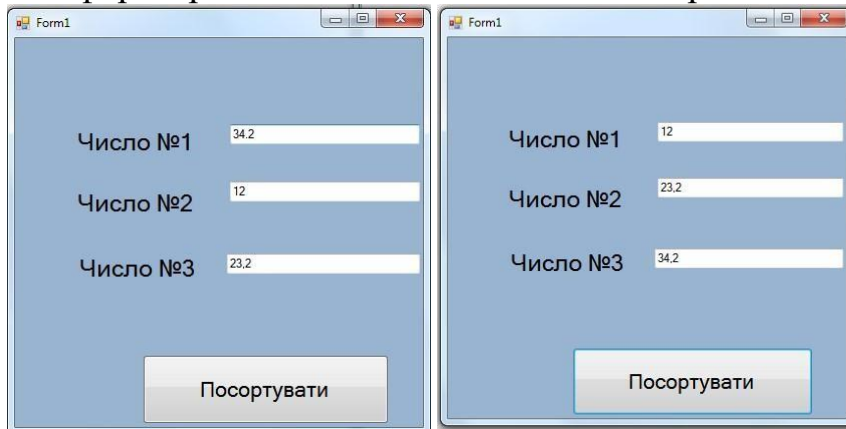 Form1
Число №1
34.2
Число №2
12
Число №3
23,2
Посортувати
Form1
Число №1
12
Число №2
23,2
Число №3
34,2
Посортувати